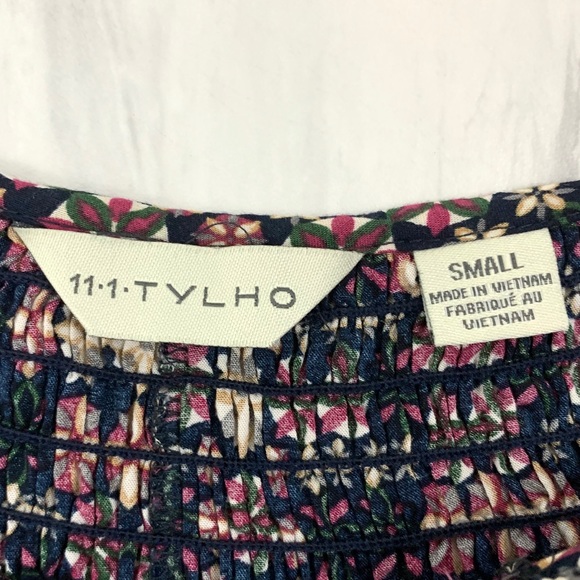 11·1·TYLHO
SMALL
MADE IN VIETNAM
FABRIQUÉ AU
VIETNAM